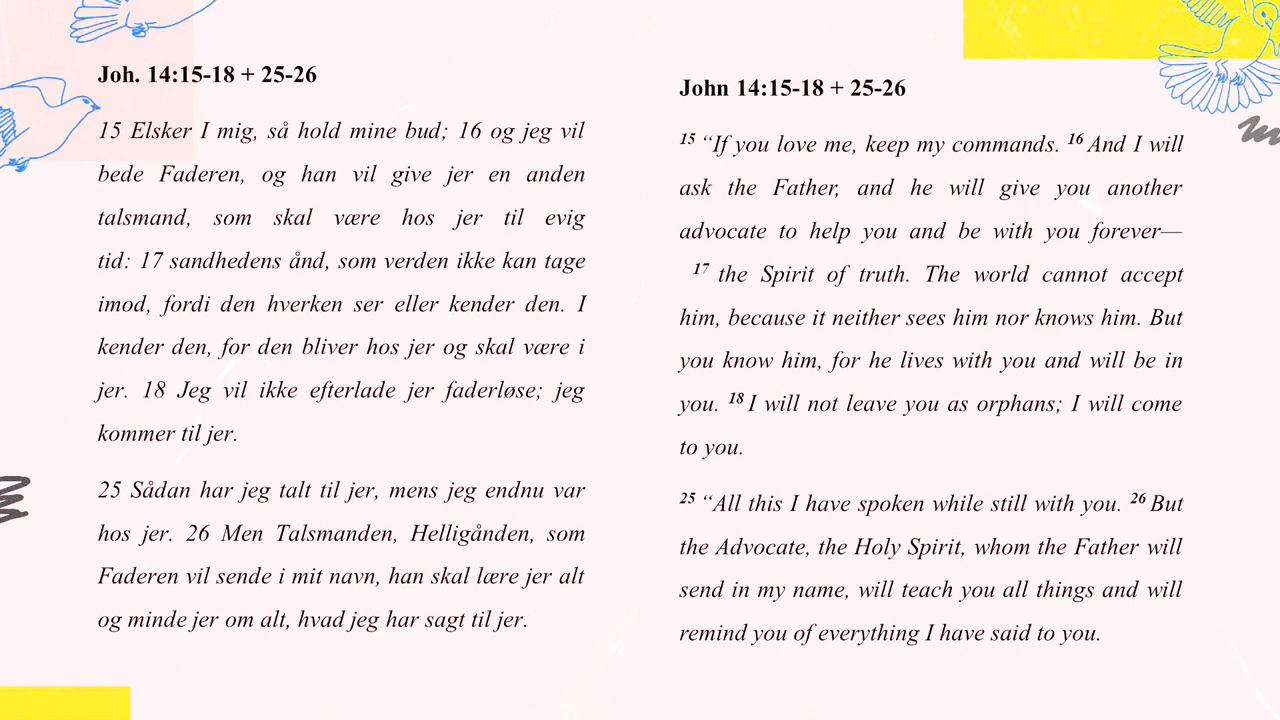 Joh. 14:15-18 + 25-26
15 Elsker I mig, så hold mine bud; 16 og jeg vil
bede Faderen, og han vil give jer en anden
talsmand, som skal være hos jer til evig
tid: 17 sandhedens ånd, som verden ikke kan tage
imod, fordi den hverken ser eller kender den. I
kender den, for den bliver hos jer og skal være i
jer. 18 Jeg vil ikke efterlade jer faderløse; jeg
kommer til jer.
25 Sådan har jeg talt til jer, mens jeg endnu var
hos jer. 26 Men Talsmanden, Helligånden, som
Faderen vil sende i mit navn, han skal lære jer alt
og minde jer om alt, hvad jeg har sagt til jer.
John 14:15-18 + 25-26
15 “If you love me, keep my commands. 16 And I will
ask the Father, and he will give you another
advocate to help you and be with you forever—
17 the Spirit of truth. The world cannot accept
him, because it neither sees him nor knows him. But
you know him, for he lives with you and will be in
you. 18 I will not leave you as orphans; I will come
to you.
25 “All this I have spoken while still with you. 26 But
the Advocate, the Holy Spirit, whom the Father will
send in my name, will teach you all things and will
remind you of everything I have said to you.